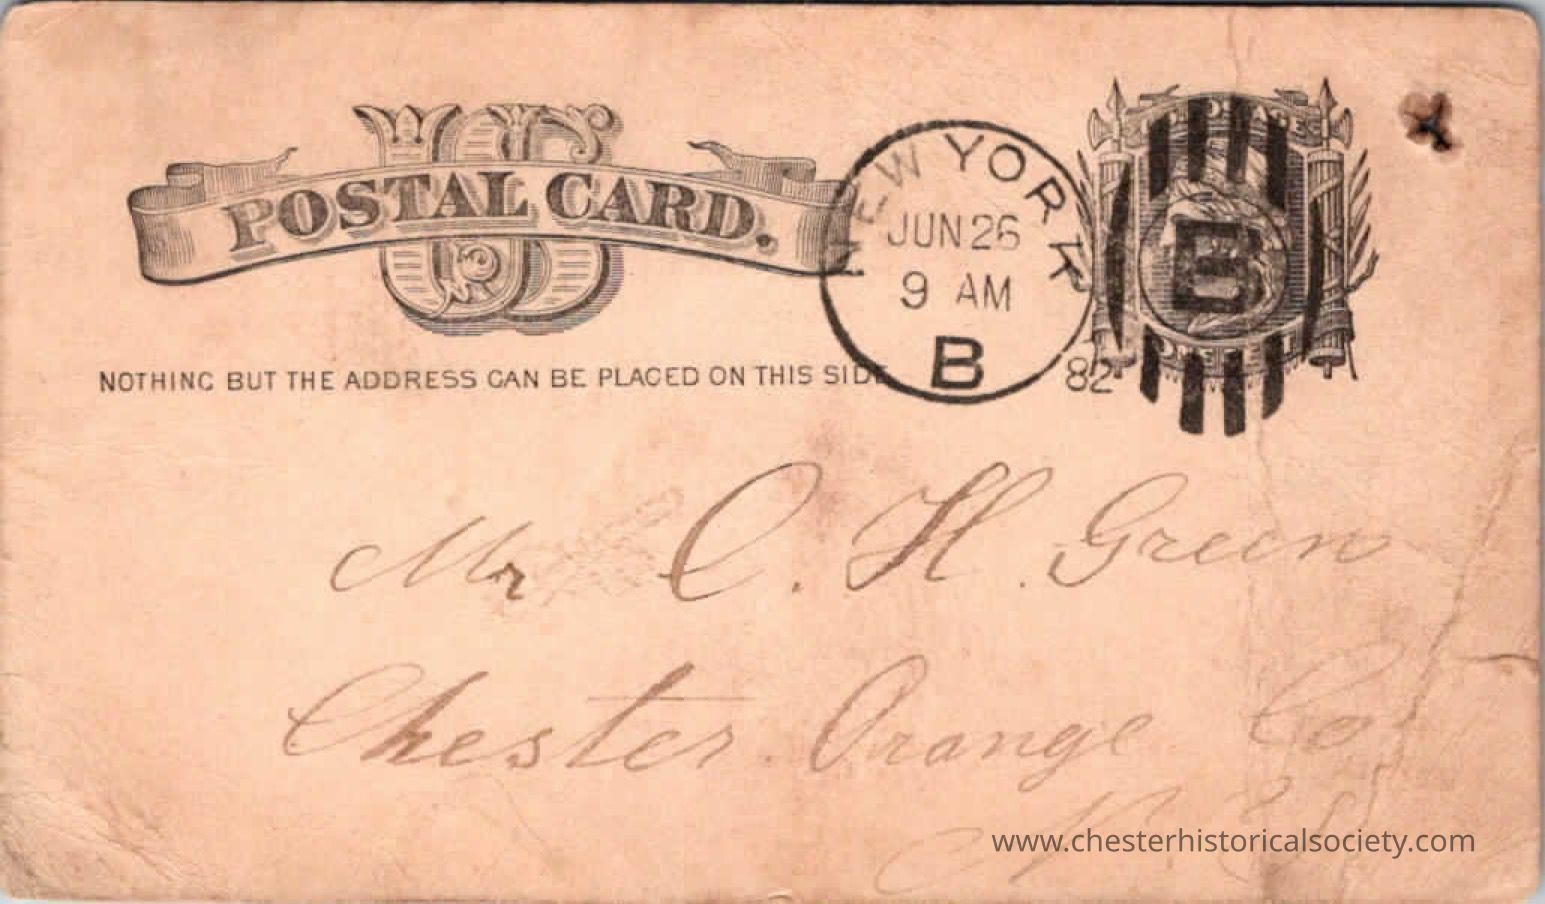 US
POSTAL CARD.
NOTHING BUT THE ADDRESS CAN BE PLACED ON THIS SIDE
NEW YORK
JUN 26
9 AM
B
82
B
Mr C. H. Green
Chester. Orange Co
N. Y.
www.chesterhistoricalsociety.com